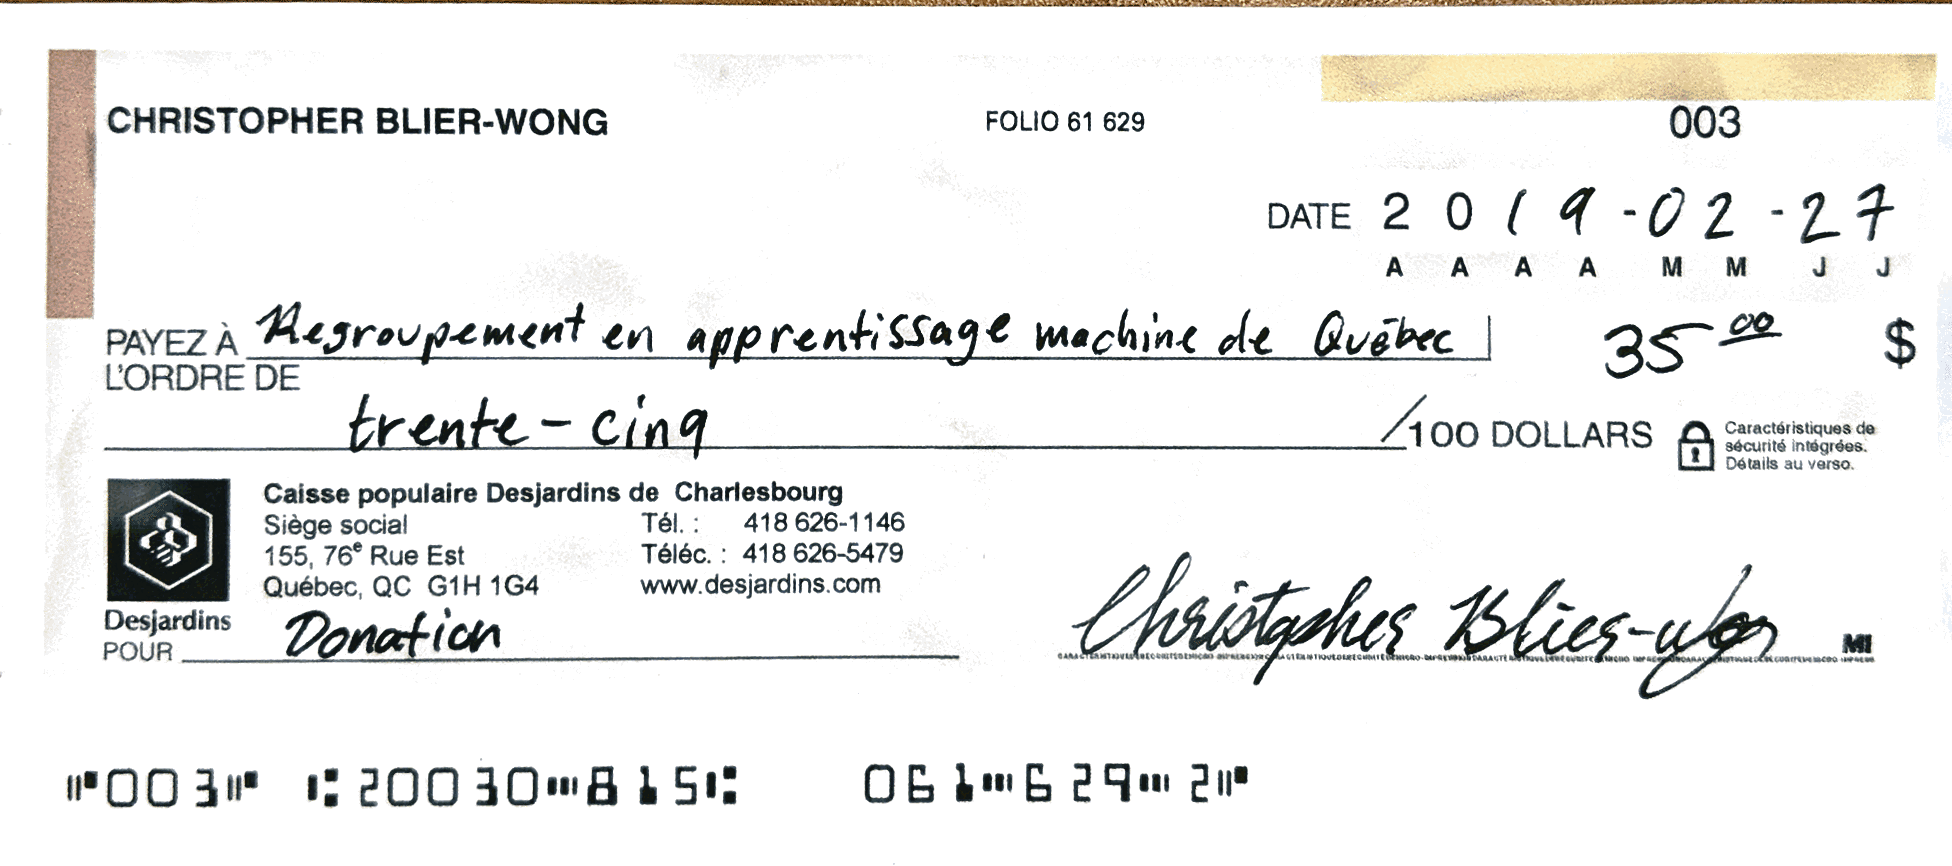 CHRISTOPHER BLIER-WONG FOLIO 61 629 003
DATE 2019-02-27
A A A A M M J J
PAYEZ À L'ORDRE DE Regroupement en apprentissage machine de Québec 35 00 $
trente-cinq /100 DOLLARS
Caractéristiques de
sécurité intégrées.
Détails au verso.
Caisse populaire Desjardins de Charlesbourg
Siège social Tél. : 418 626-1146
155, 76e Rue Est Téléc. : 418 626-5479
Québec, QC G1H 1G4 www.desjardins.com
Desjardins
POUR Donation
Christopher Blier-Wong MI
⑈003⑈ ⑆20030⑉815⑆ 061⑉629⑉2⑈